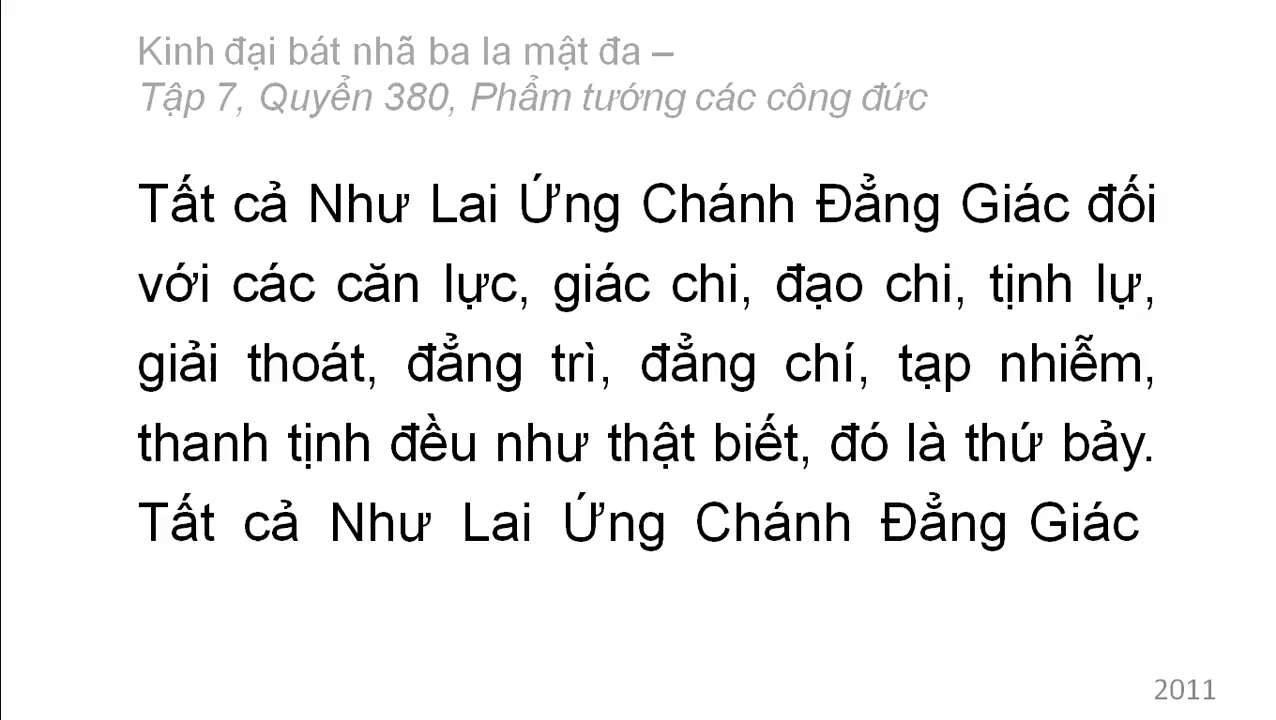 Kinh đại bát nhã ba la mật đa –
Tập 7, Quyển 380, Phẩm tướng các công đức
Tất cả Như Lai Ứng Chánh Đẳng Giác đối
với các căn lực, giác chi, đạo chi, tịnh lự,
giải thoát, đẳng trì, đẳng chí, tạp nhiễm,
thanh tịnh đều như thật biết, đó là thứ bảy.
Tất cả Như Lai Ứng Chánh Đẳng Giác
2011